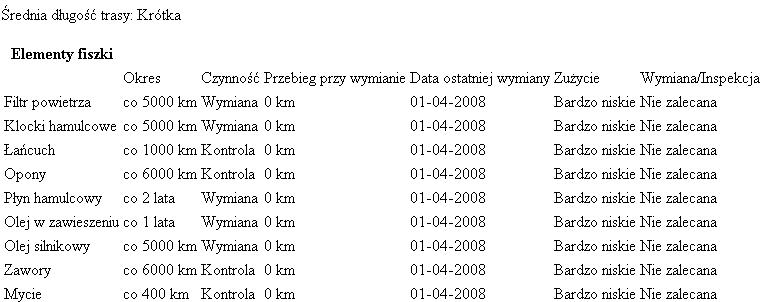 Średnia długość trasy: Krótka
Elementy fiszki
Okres Czynność Przebieg przy wymianie Data ostatniej wymiany Zużycie Wymiana/Inspekcja
Filtr powietrza co 5000 km Wymiana 0 km 01-04-2008 Bardzo niskie Nie zalecana
Klocki hamulcowe co 5000 km Wymiana 0 km 01-04-2008 Bardzo niskie Nie zalecana
Łańcuch co 1000 km Kontrola 0 km 01-04-2008 Bardzo niskie Nie zalecana
Opony co 6000 km Kontrola 0 km 01-04-2008 Bardzo niskie Nie zalecana
Płyn hamulcowy co 2 lata Wymiana 0 km 01-04-2008 Bardzo niskie Nie zalecana
Olej w zawieszeniu co 1 lata Wymiana 0 km 01-04-2008 Bardzo niskie Nie zalecana
Olej silnikowy co 5000 km Wymiana 0 km 01-04-2008 Bardzo niskie Nie zalecana
Zawory co 6000 km Kontrola 0 km 01-04-2008 Bardzo niskie Nie zalecana
Mycie co 400 km Kontrola 0 km 01-04-2008 Bardzo niskie Nie zalecana